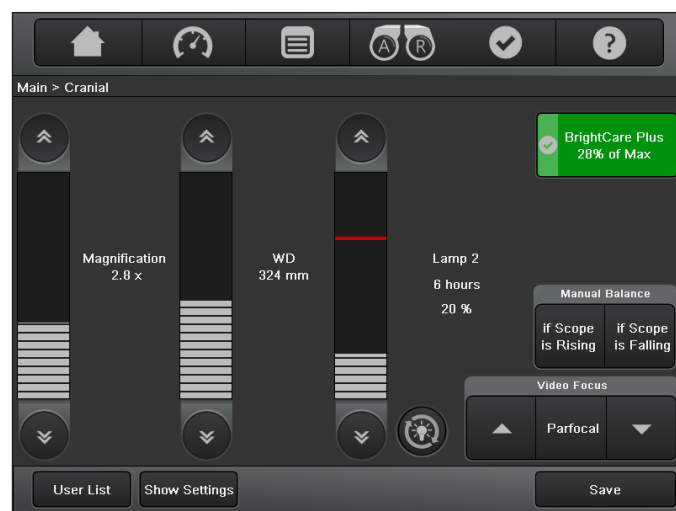 A R ?
Main > Cranial
BrightCare Plus
28% of Max
Magnification
2.8 x
WD
324 mm
Lamp 2
6 hours
20 %
Manual Balance
if Scope
is Rising
if Scope
is Falling
Video Focus
Parfocal
User List
Show Settings
Save